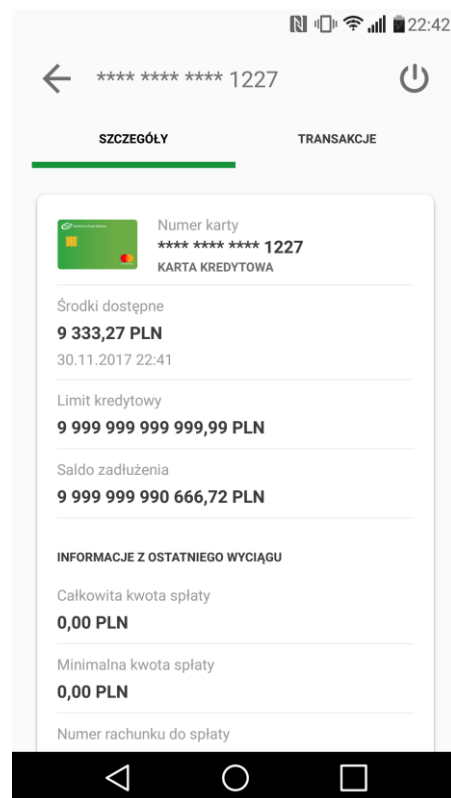 22:42
**** **** **** 1227
SZCZEGÓŁY
TRANSAKCJE
Numer karty
**** **** **** 1227
KARTA KREDYTOWA
Środki dostępne
9 333,27 PLN
30.11.2017 22:41
Limit kredytowy
9 999 999 999 999,99 PLN
Saldo zadłużenia
9 999 999 990 666,72 PLN
INFORMACJE Z OSTATNIEGO WYCIĄGU
Całkowita kwota spłaty
0,00 PLN
Minimalna kwota spłaty
0,00 PLN
Numer rachunku do spłaty